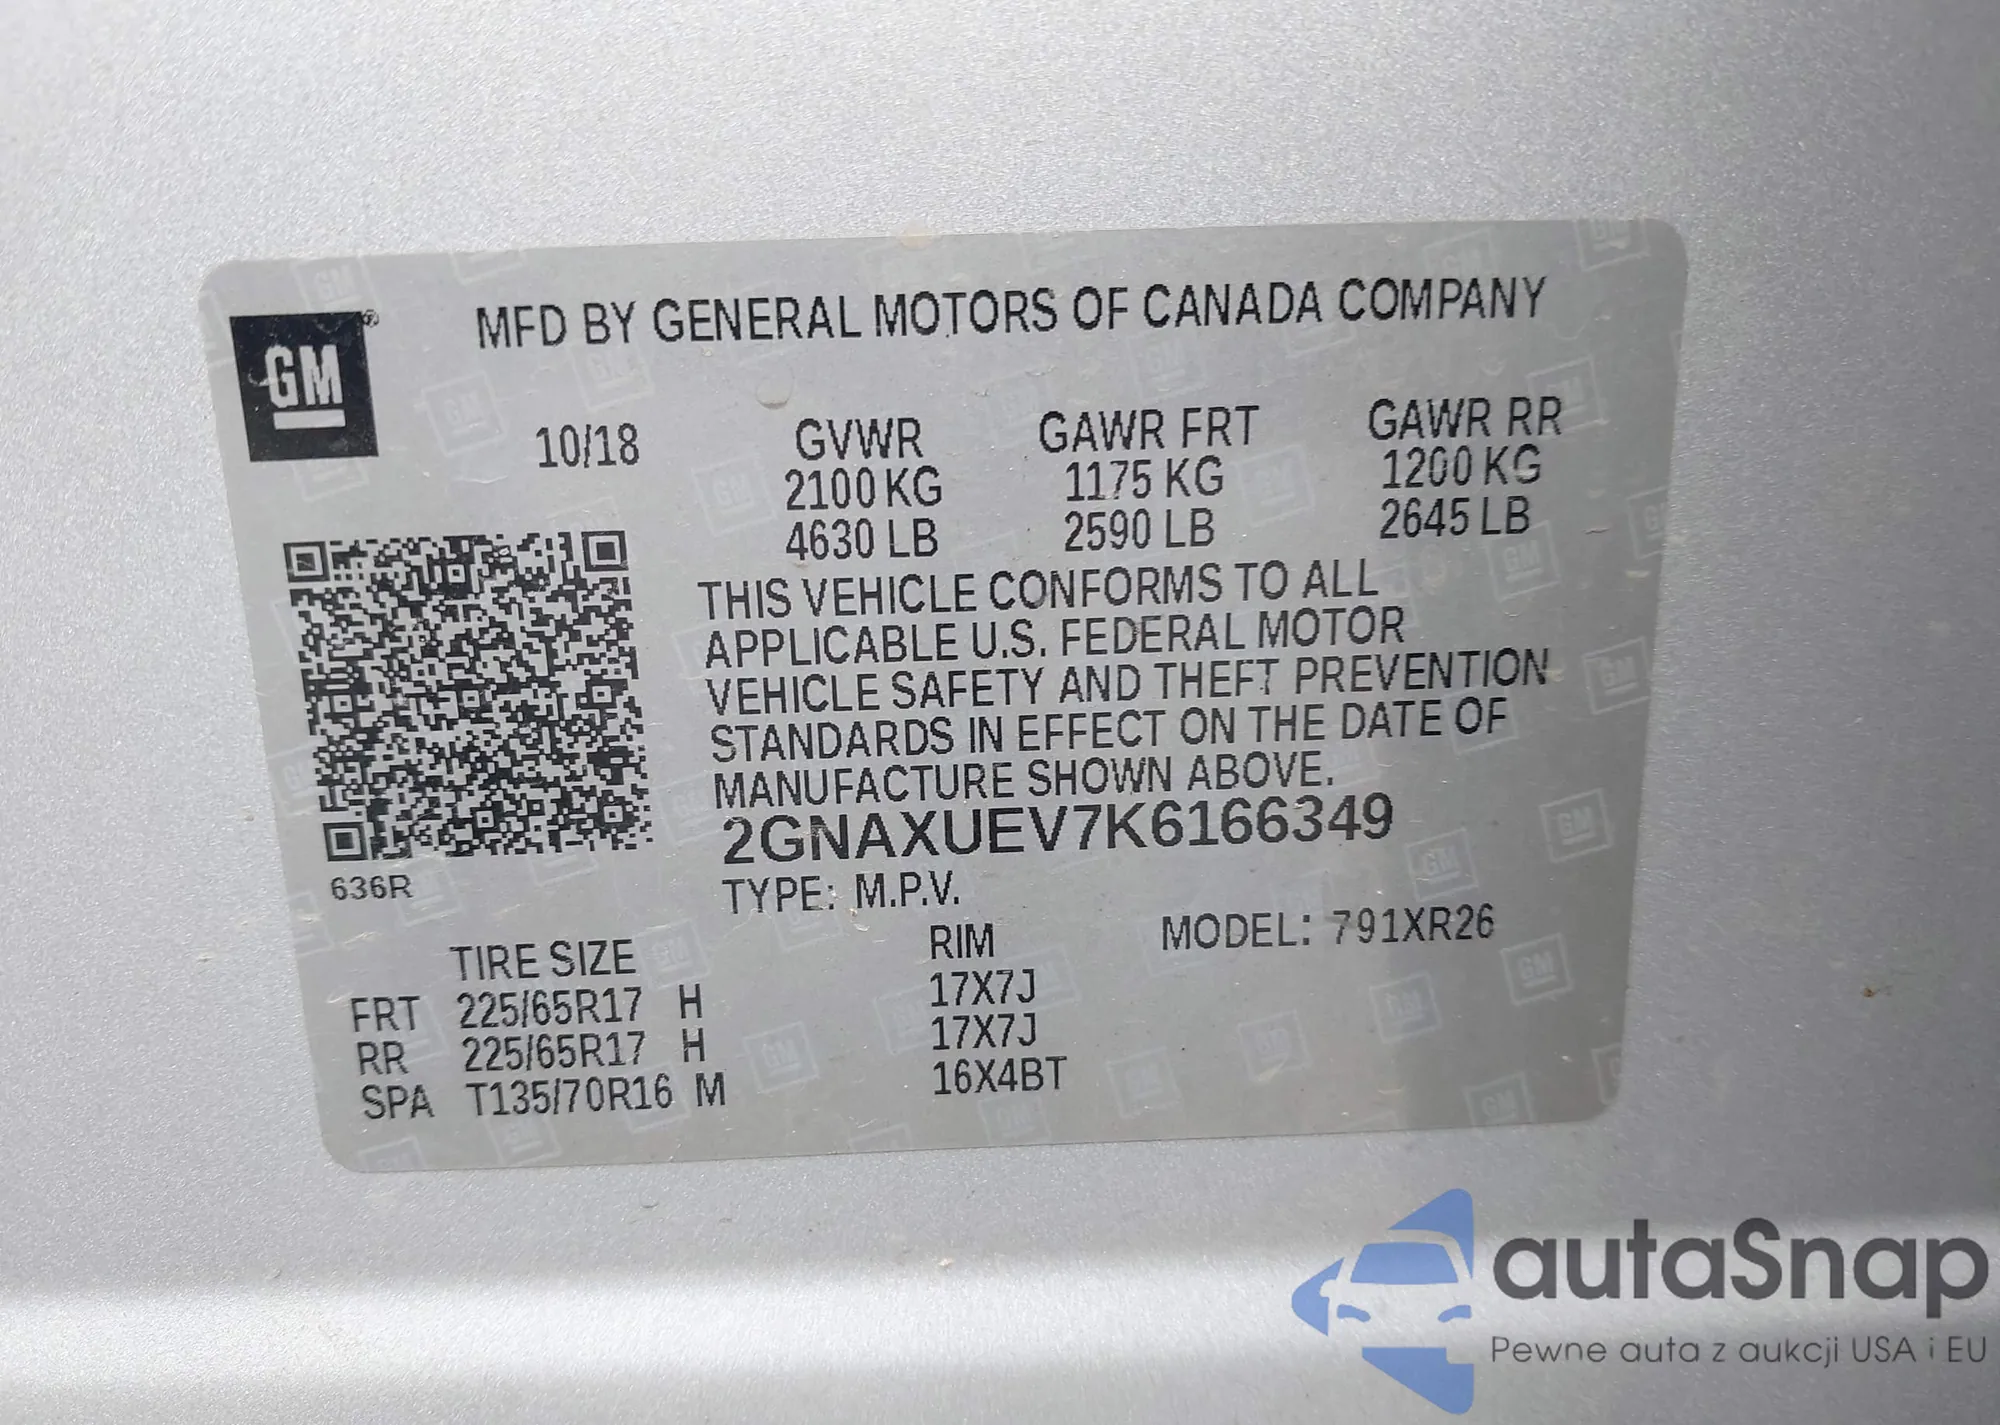 MFD BY GENERAL MOTORS OF CANADA COMPANY
GM®
10/18 GVWR GAWR FRT GAWR RR
2100 KG 1175 KG 1200 KG
4630 LB 2590 LB 2645 LB
THIS VEHICLE CONFORMS TO ALL
APPLICABLE U.S. FEDERAL MOTOR
VEHICLE SAFETY AND THEFT PREVENTION
STANDARDS IN EFFECT ON THE DATE OF
MANUFACTURE SHOWN ABOVE.
2GNAXUEV7K6166349
636R
TYPE: M.P.V.
TIRE SIZE RIM MODEL: 791XR26
FRT 225/65R17 H 17X7J
RR 225/65R17 H 17X7J
SPA T135/70R16 M 16X4BT
autaSnap
Pewne auta z aukcji USA i EU